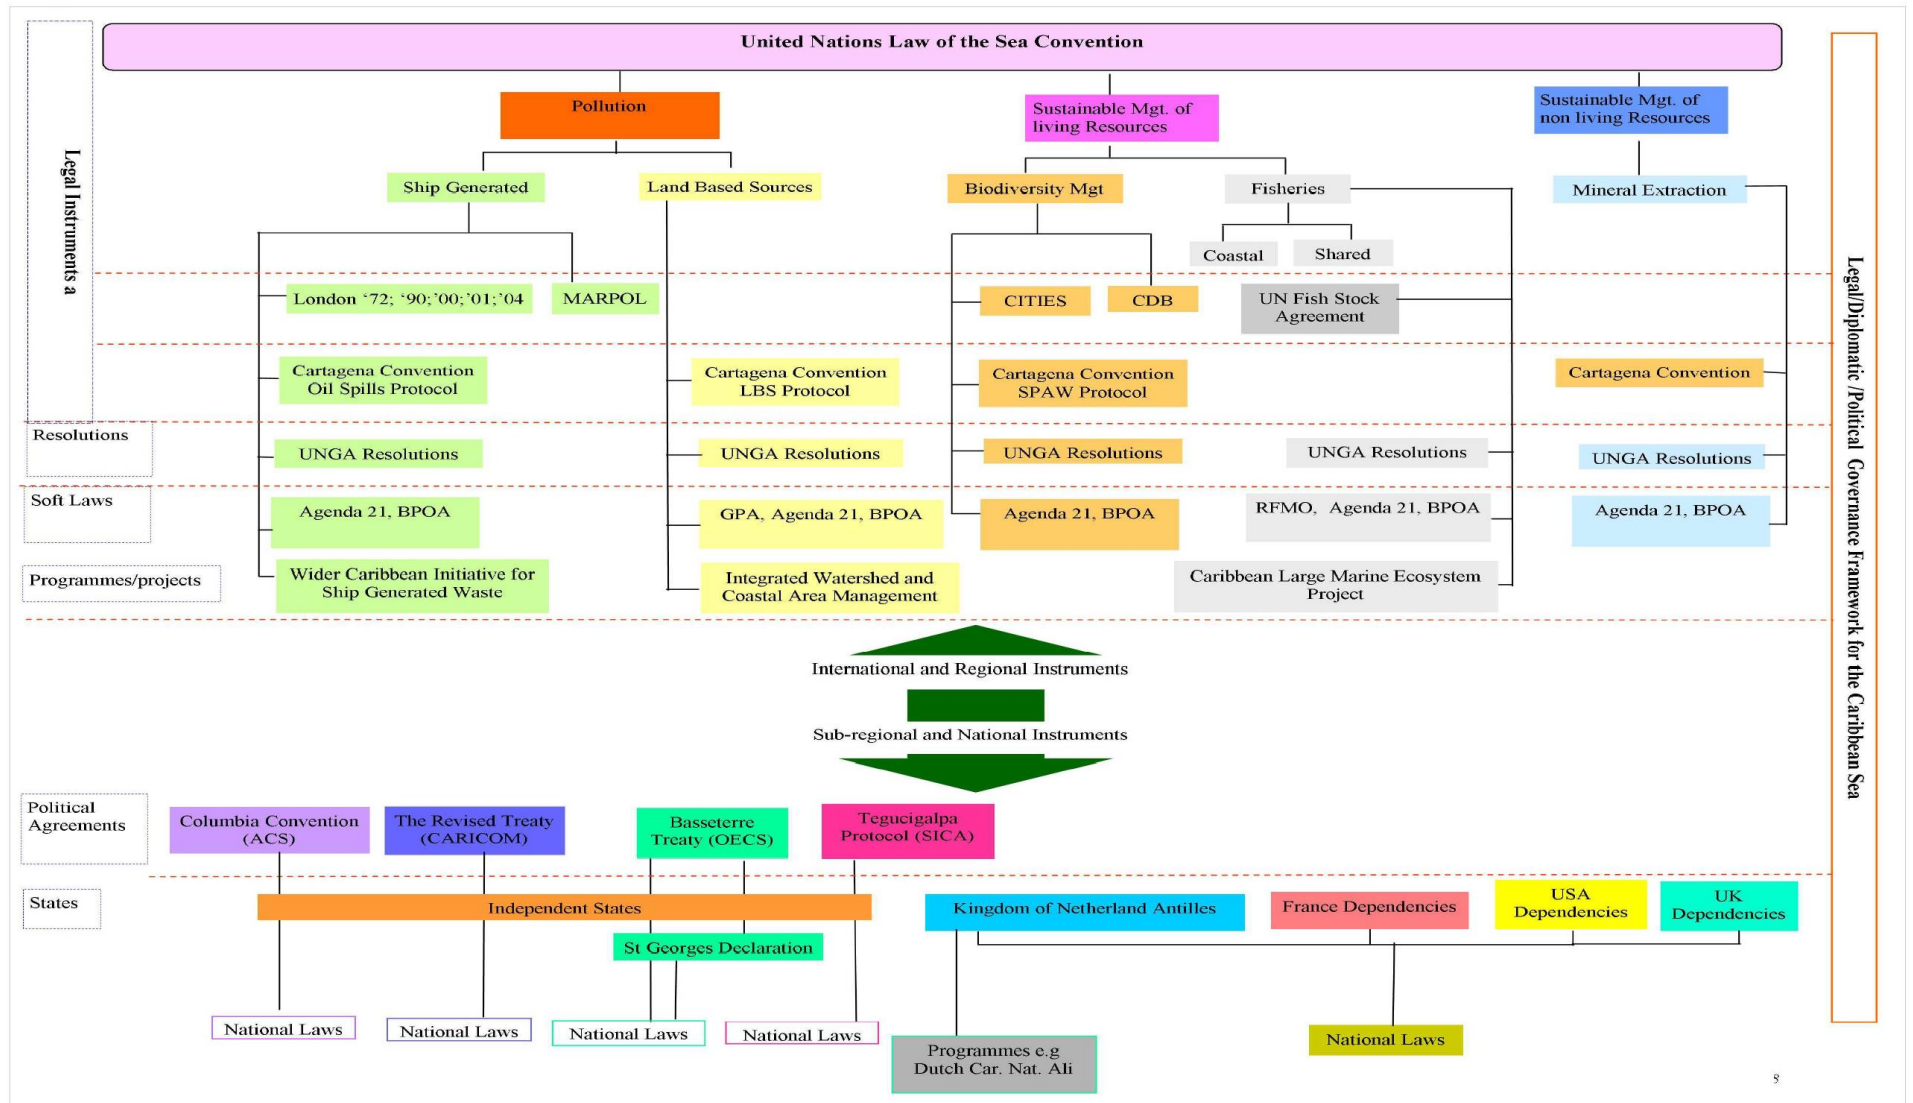 United Nations Law of the Sea Convention
Legal Instruments a
Legal/Diplomatic /Political Governance Framework for the Caribbean Sea
Pollution
Sustainable Mgt. of
living Resources
Sustainable Mgt. of
non living Resources
Ship Generated
Land Based Sources
Biodiversity Mgt
Fisheries
Mineral Extraction
Coastal
Shared
London ‘72; ‘90;’00;’01;’04
MARPOL
CITIES
CDB
UN Fish Stock
Agreement
Cartagena Convention
Oil Spills Protocol
Cartagena Convention
LBS Protocol
Cartagena Convention
SPAW Protocol
Cartagena Convention
Resolutions
UNGA Resolutions
UNGA Resolutions
UNGA Resolutions
UNGA Resolutions
UNGA Resolutions
Soft Laws
Agenda 21, BPOA
GPA, Agenda 21, BPOA
Agenda 21, BPOA
RFMO, Agenda 21, BPOA
Agenda 21, BPOA
Programmes/projects
Wider Caribbean Initiative for
Ship Generated Waste
Integrated Watershed and
Coastal Area Management
Caribbean Large Marine Ecosystem
Project
International and Regional Instruments
Sub-regional and National Instruments
Political
Agreements
Columbia Convention
(ACS)
The Revised Treaty
(CARICOM)
Basseterre
Treaty (OECS)
Tegucigalpa
Protocol (SICA)
States
Independent States
Kingdom of Netherland Antilles
France Dependencies
USA
Dependencies
UK
Dependencies
St Georges Declaration
National Laws
National Laws
National Laws
National Laws
Programmes e.g
Dutch Car. Nat. Ali
National Laws